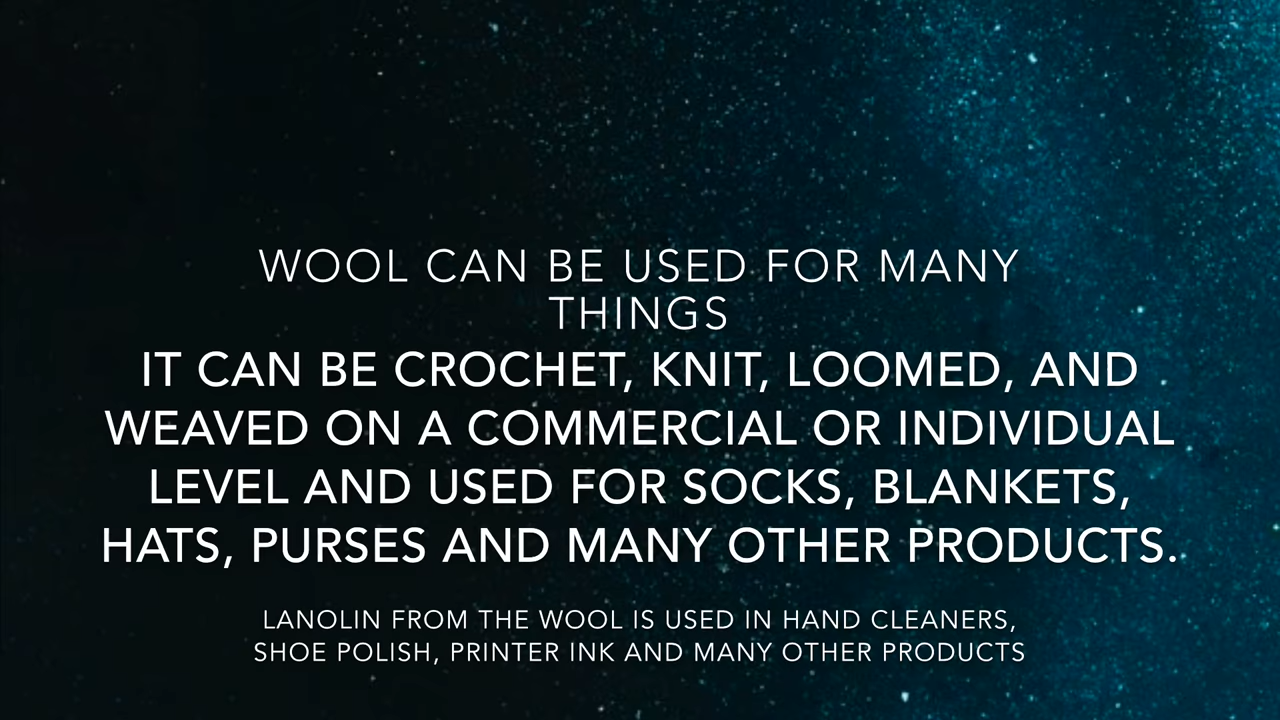 WOOL CAN BE USED FOR MANY
THINGS
IT CAN BE CROCHET, KNIT, LOOMED, AND
WEAVED ON A COMMERCIAL OR INDIVIDUAL
LEVEL AND USED FOR SOCKS, BLANKETS,
HATS, PURSES AND MANY OTHER PRODUCTS.
LANOLIN FROM THE WOOL IS USED IN HAND CLEANERS,
SHOE POLISH, PRINTER INK AND MANY OTHER PRODUCTS